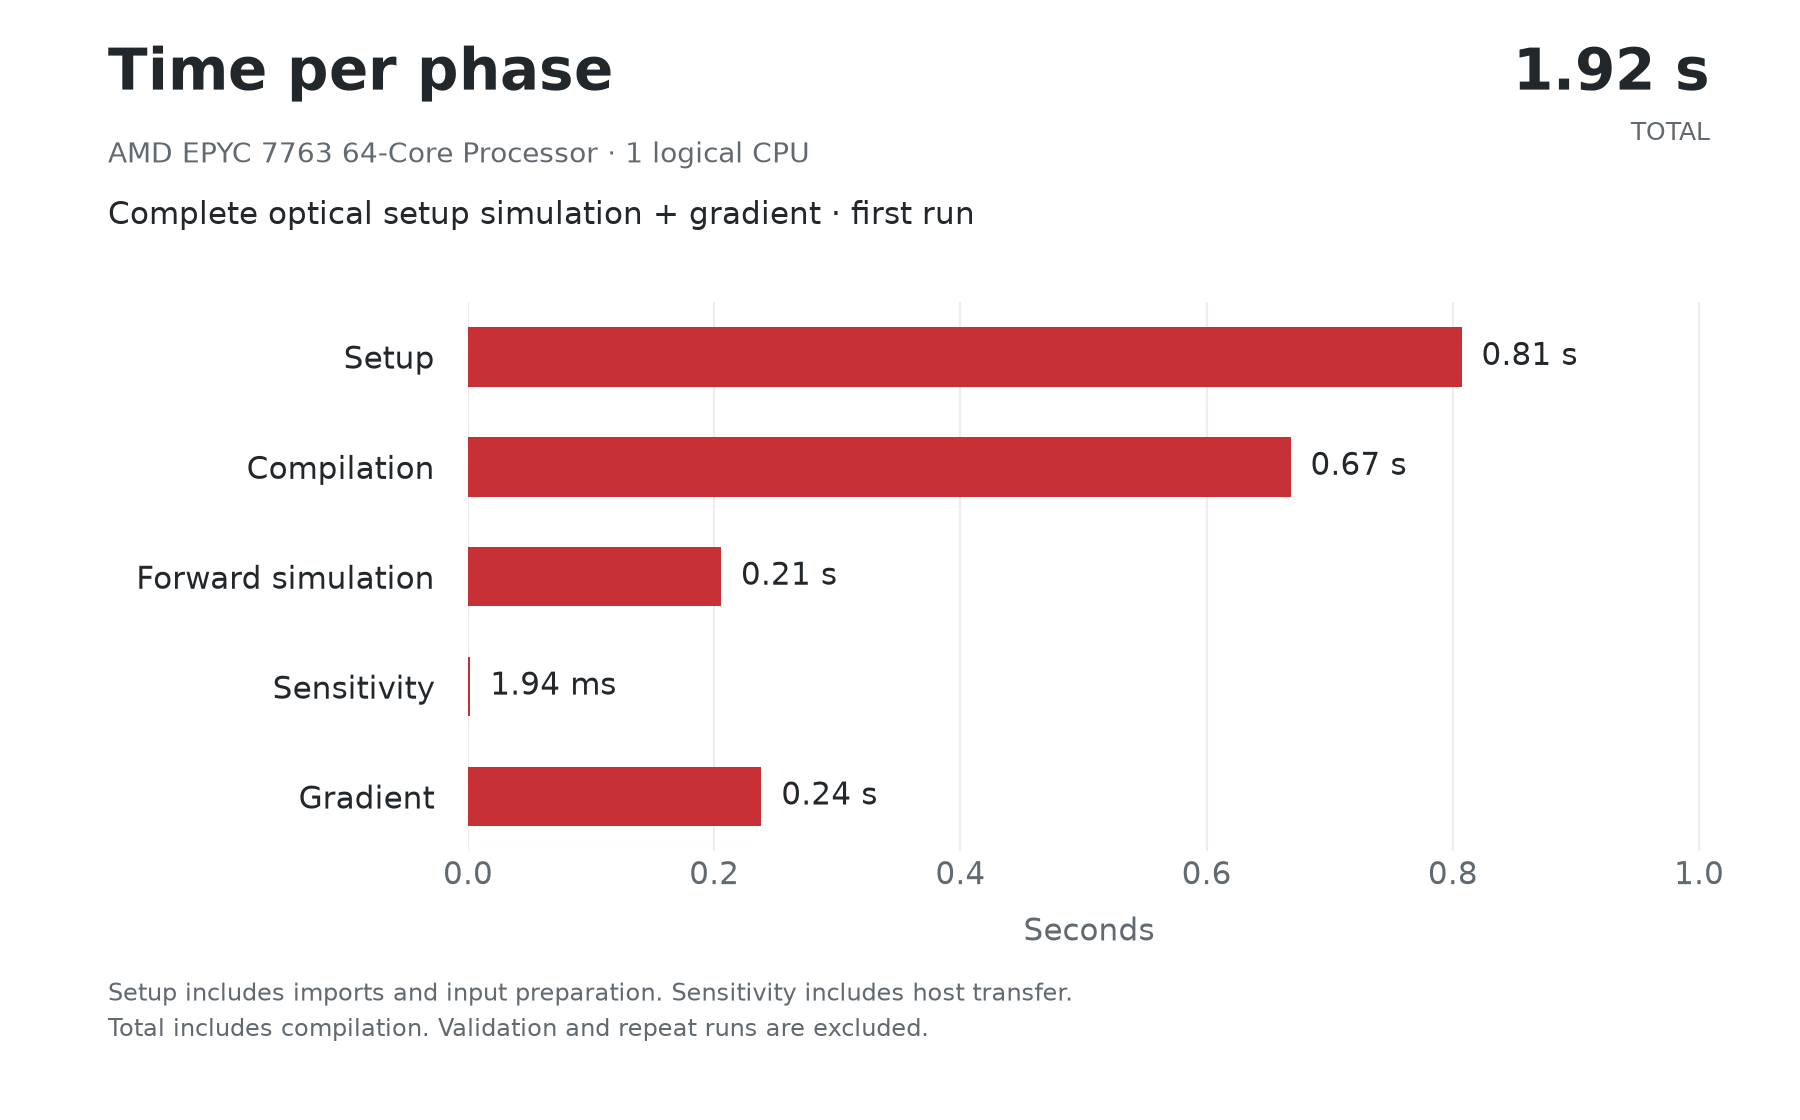 Time per phase
1.92 s
TOTAL
AMD EPYC 7763 64-Core Processor · 1 logical CPU
Complete optical setup simulation + gradient · first run
Setup
0.81 s
Compilation
0.67 s
Forward simulation
0.21 s
Sensitivity
1.94 ms
Gradient
0.24 s
0.0 0.2 0.4 0.6 0.8 1.0
Seconds
Setup includes imports and input preparation. Sensitivity includes host transfer.
Total includes compilation. Validation and repeat runs are excluded.